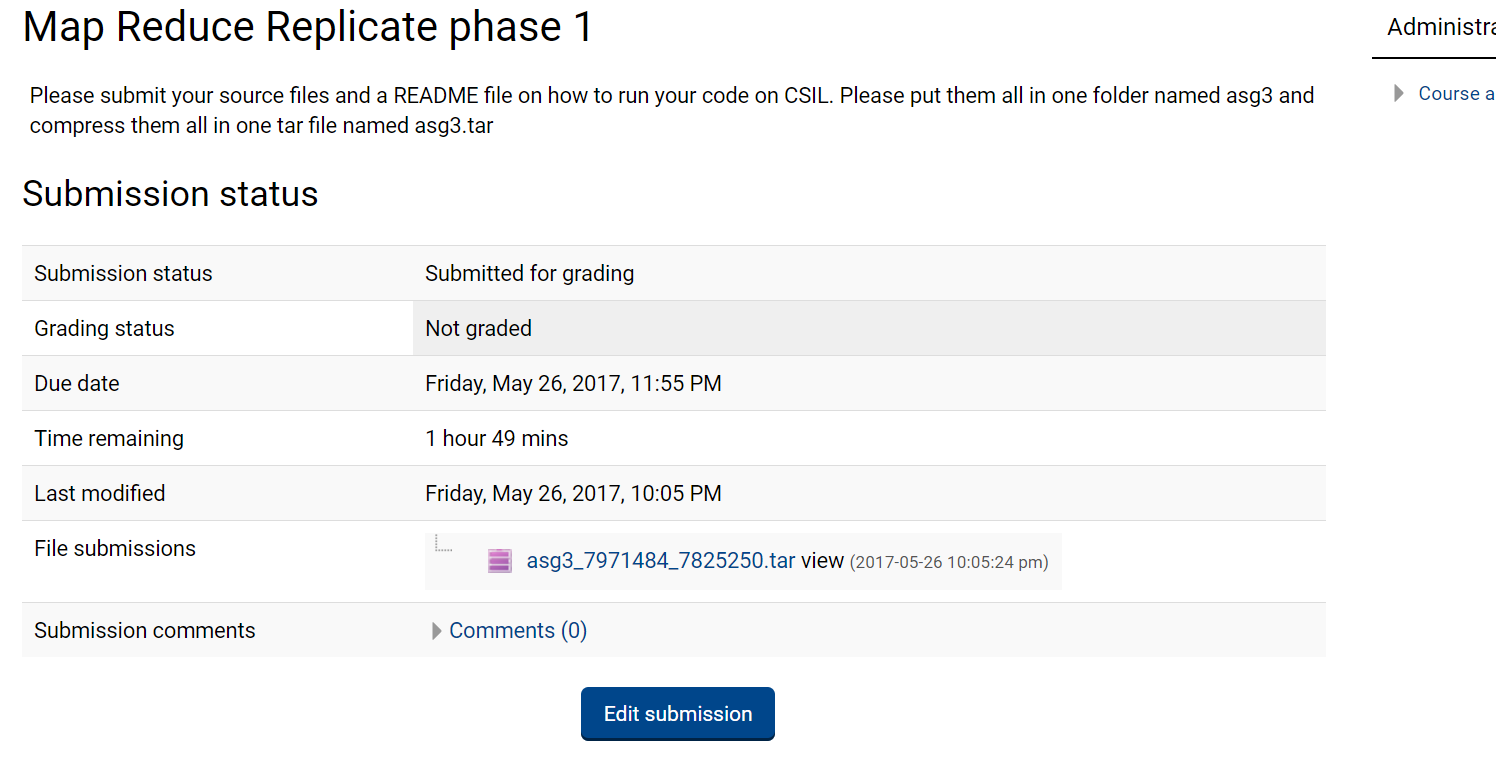 Map Reduce Replicate phase 1
Administra
Please submit your source files and a README file on how to run your code on CSIL. Please put them all in one folder named asg3 and
compress them all in one tar file named asg3.tar
Course a
Submission status
Submission status Submitted for grading
Grading status Not graded
Due date Friday, May 26, 2017, 11:55 PM
Time remaining 1 hour 49 mins
Last modified Friday, May 26, 2017, 10:05 PM
File submissions asg3_7971484_7825250.tar view (2017-05-26 10:05:24 pm)
Submission comments Comments (0)
Edit submission